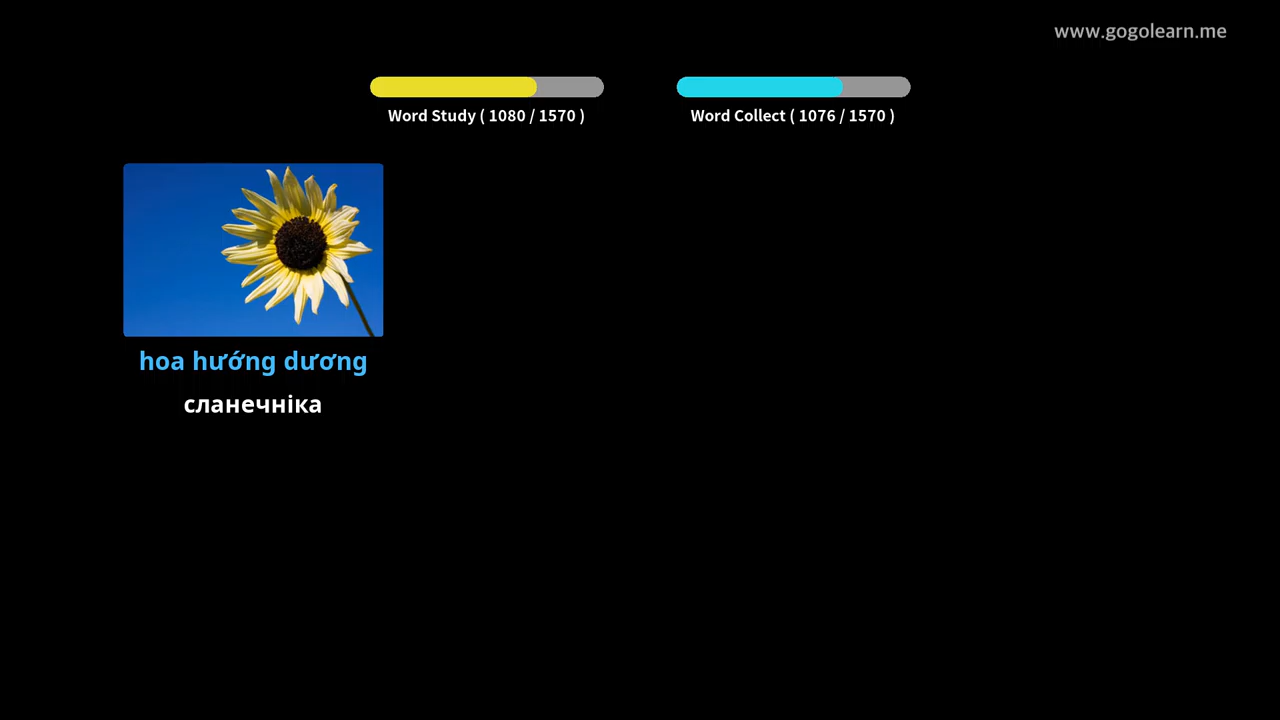 www.gogolearn.me
Word Study ( 1080 / 1570 )
Word Collect ( 1076 / 1570 )
hoa hướng dương
сланечніка